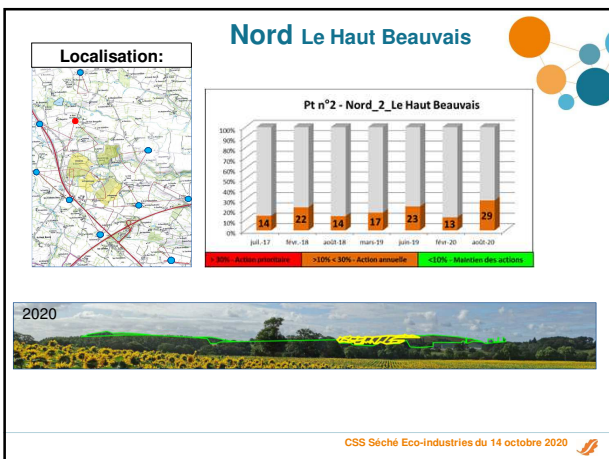 Nord Le Haut Beauvais
Localisation:
Pt n°2 - Nord_2_Le Haut Beauvais
100%
90%
80%
70%
60%
50%
40%
30%
20%
10%
0%
14
22
14
17
23
13
29
juil.-17
févr.-18
août-18
mars-19
juin-19
févr.-20
août-20
> 30% - Action prioritaire
>10% < 30% - Action annuelle
<10% - Maintien des actions
2020
CSS Séché Eco-industries du 14 octobre 2020